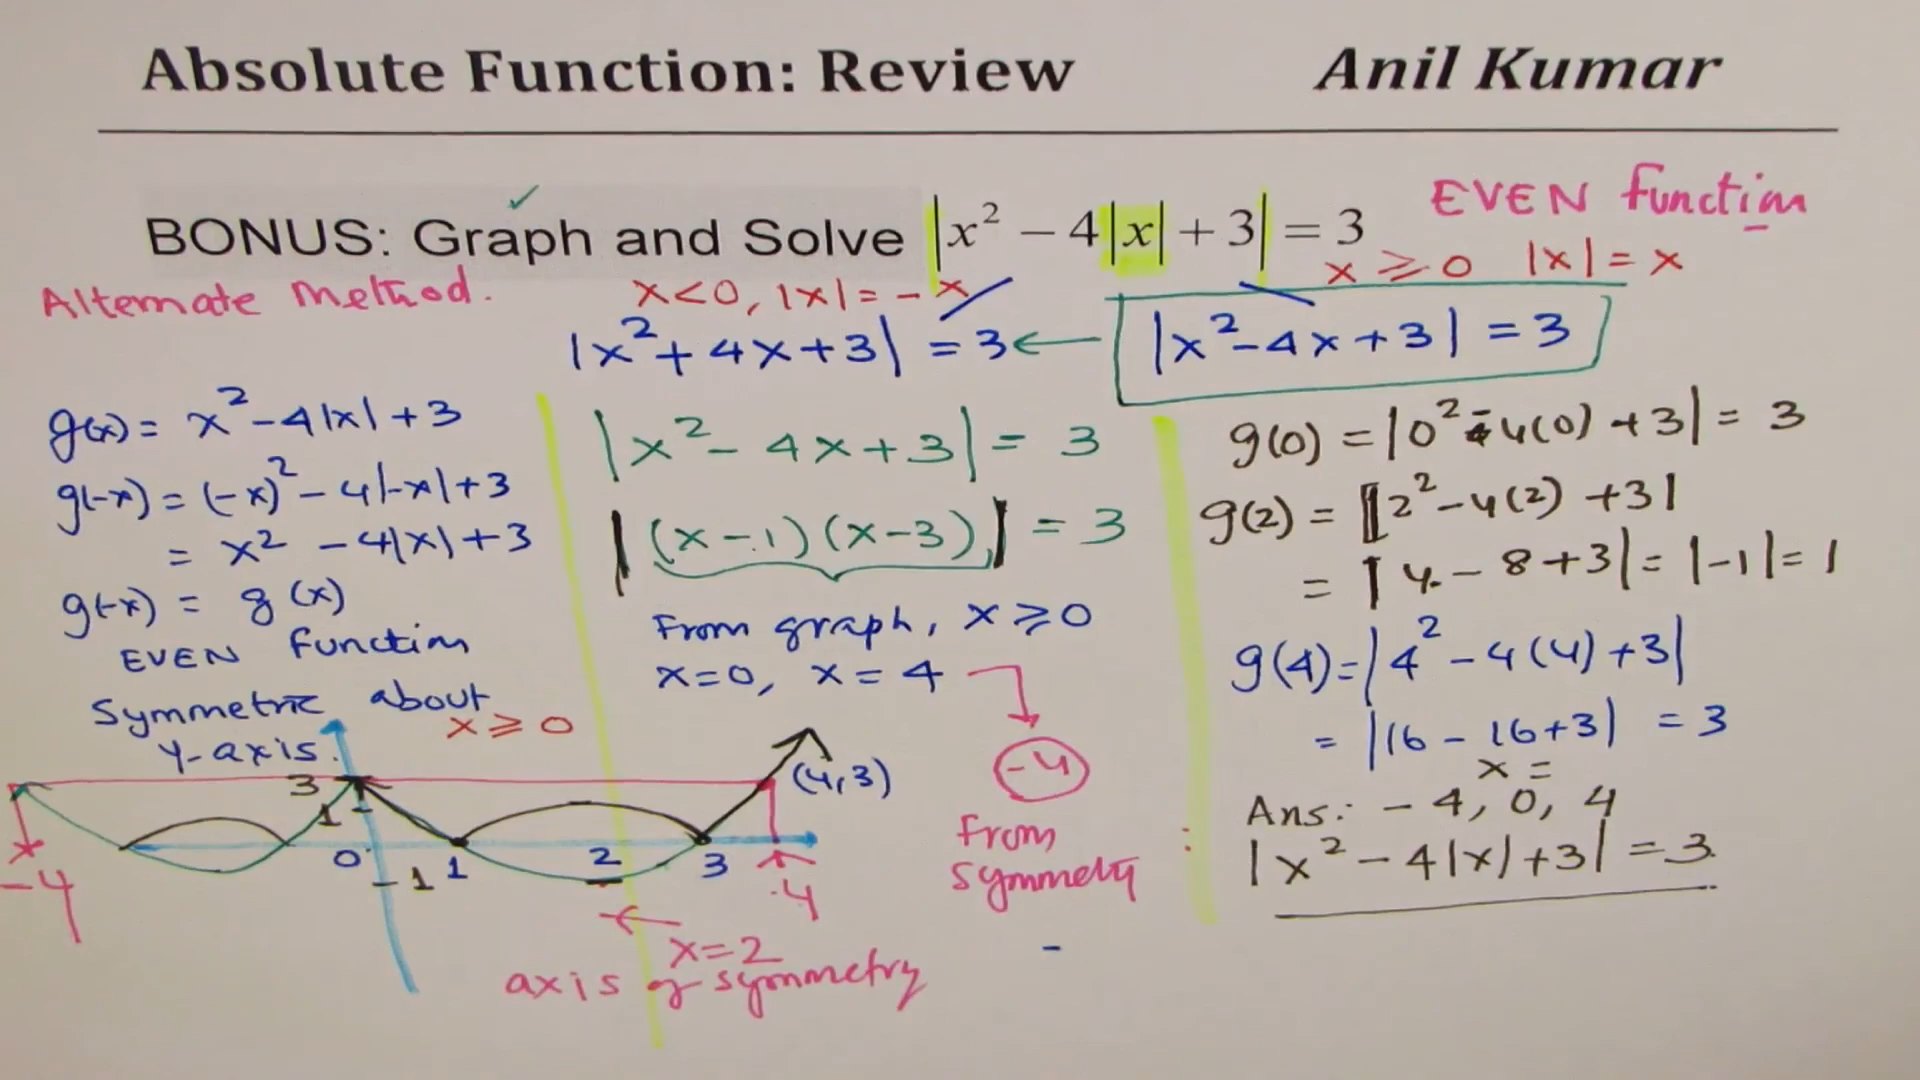 Absolute Function: Review Anil Kumar
BONUS: Graph and Solve |x² − 4|x| + 3| = 3
EVEN Function
Alternate Method.
x<0, |x| = -x
x ≥ 0 |x| = x
|x²+4x+3| = 3 ← |x²-4x+3| = 3
g(x) = x² -4|x| +3
g(-x) = (-x)² - 4|-x|+3
= x² - 4|x|+3
g(-x) = g(x)
EVEN Function
Symmetric about
y-axis.
x ≥ 0
|x² - 4x+3| = 3
|(x-1)(x-3)| = 3
From graph, x ≥ 0
x=0, x = 4
-4
From
symmetry
g(0) = |0² - 4(0) +3| = 3
g(2) = |2² - 4(2) +3|
= |4 - 8+3| = |-1| = 1
g(4) = |4² - 4(4) +3|
= |16 - 16+3| = 3
x =
Ans: -4, 0, 4
|x² - 4|x|+3| = 3
3
1
(4,3)
0
-1
1
2
3
-4
4
x=2
axis of symmetry